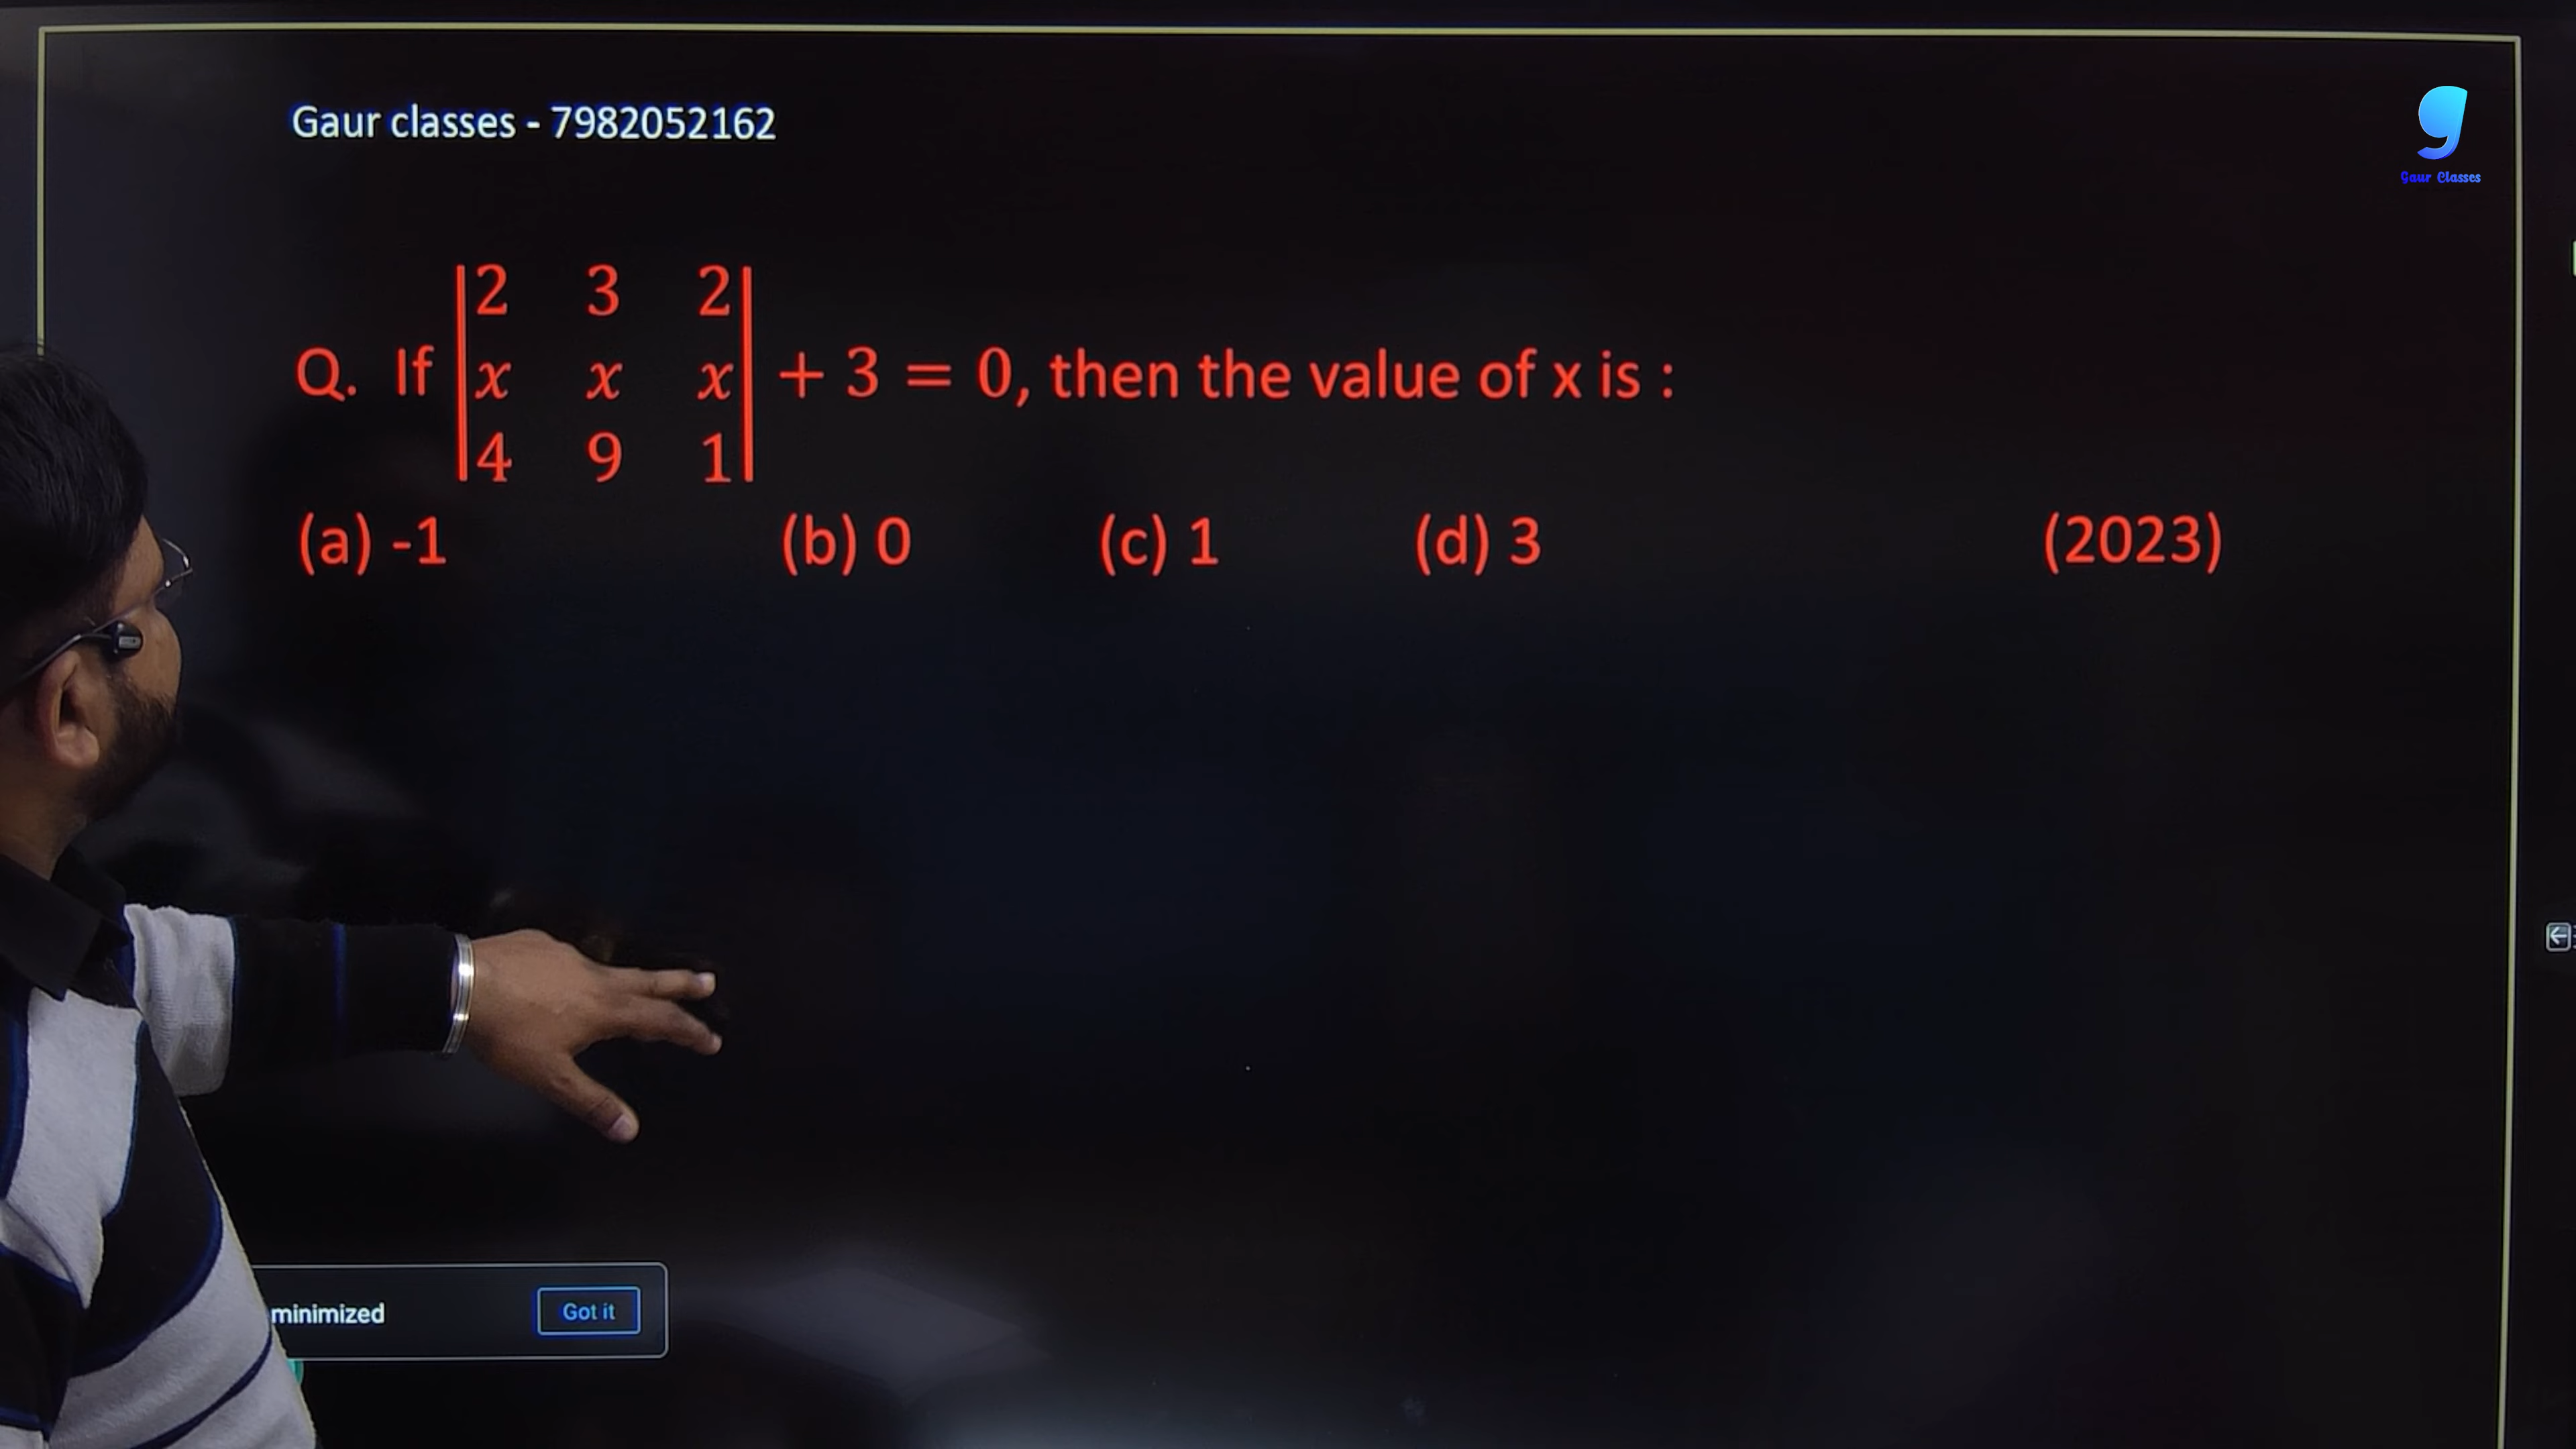 Gaur classes - 7982052162
g
Gaur Classes
2 3 2
Q. If x x x + 3 = 0, then the value of x is :
4 9 1
(a) -1 (b) 0 (c) 1 (d) 3 (2023)
minimized Got it